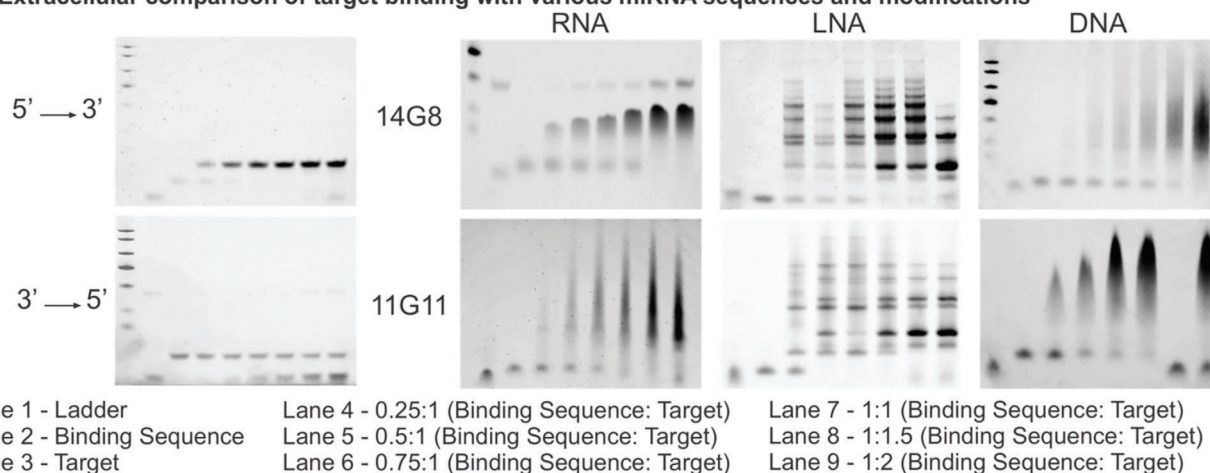 Extracellular comparison of target binding with various miRNA sequences and modifications
RNA LNA DNA
5’ → 3’ 14G8
3’ → 5’ 11G11
e 1 - Ladder Lane 4 - 0.25:1 (Binding Sequence: Target) Lane 7 - 1:1 (Binding Sequence: Target)
e 2 - Binding Sequence Lane 5 - 0.5:1 (Binding Sequence: Target) Lane 8 - 1:1.5 (Binding Sequence: Target)
e 3 - Target Lane 6 - 0.75:1 (Binding Sequence: Target) Lane 9 - 1:2 (Binding Sequence: Target)